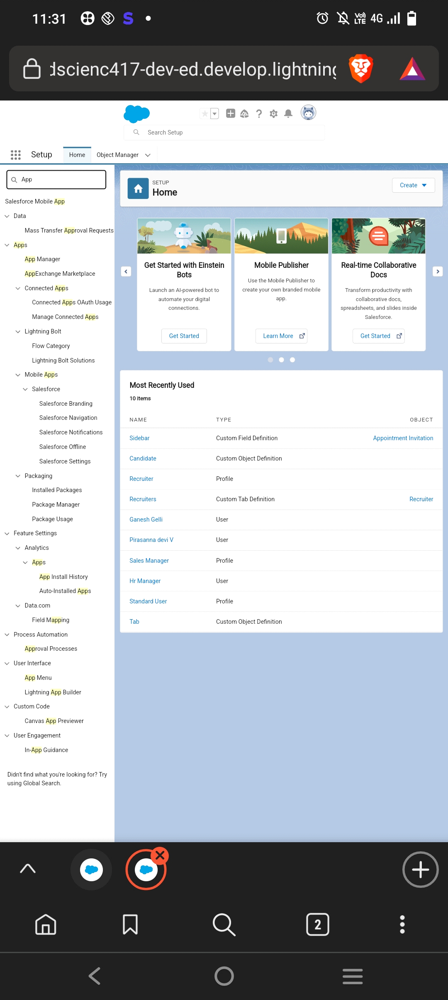 11:31
4G
VoD LTE
dscienc417-dev-ed.develop.lightning
Search Setup
Setup
Home
Object Manager
App
Salesforce Mobile App
Data
Mass Transfer Approval Requests
Apps
App Manager
AppExchange Marketplace
Connected Apps
Connected Apps OAuth Usage
Manage Connected Apps
Lightning Bolt
Flow Category
Lightning Bolt Solutions
Mobile Apps
Salesforce
Salesforce Branding
Salesforce Navigation
Salesforce Notifications
Salesforce Offline
Salesforce Settings
Packaging
Installed Packages
Package Manager
Package Usage
Feature Settings
Analytics
Apps
App Install History
Auto-Installed Apps
Data.com
Field Mapping
Process Automation
Approval Processes
User Interface
App Menu
Lightning App Builder
Custom Code
Canvas App Previewer
User Engagement
In-App Guidance
Didn't find what you're looking for? Try
using Global Search.
SETUP
Home
Create
Get Started with Einstein
Bots
Launch an AI-powered bot to
automate your digital
connections.
Get Started
Mobile Publisher
Use the Mobile Publisher to
create your own branded mobile
app.
Learn More
Real-time Collaborative
Docs
Transform productivity with
collaborative docs,
spreadsheets, and slides inside
Salesforce.
Get Started
Most Recently Used
10 items
NAME TYPE OBJECT
Sidebar Custom Field Definition Appointment Invitation
Candidate Custom Object Definition
Recruiter Profile
Recruiters Custom Tab Definition Recruiter
Ganesh Gelli User
Pirasanna devi V User
Sales Manager Profile
Hr Manager User
Standard User Profile
Tab Custom Object Definition
2